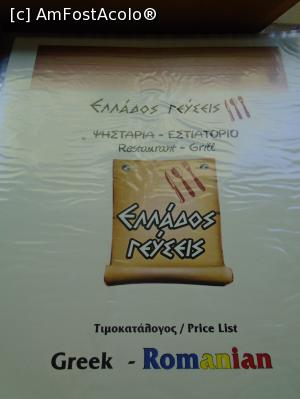 [c] AmFostAcolo®
Ελλάδος γεύσεις
ΨΗΣΤΑΡΙΑ - ΕΣΤΙΑΤΟΡΙΟ
Restaurant - Grill
Ελλάδος
γεύσεις
Τιμοκατάλογος / Price List
Greek - Romanian